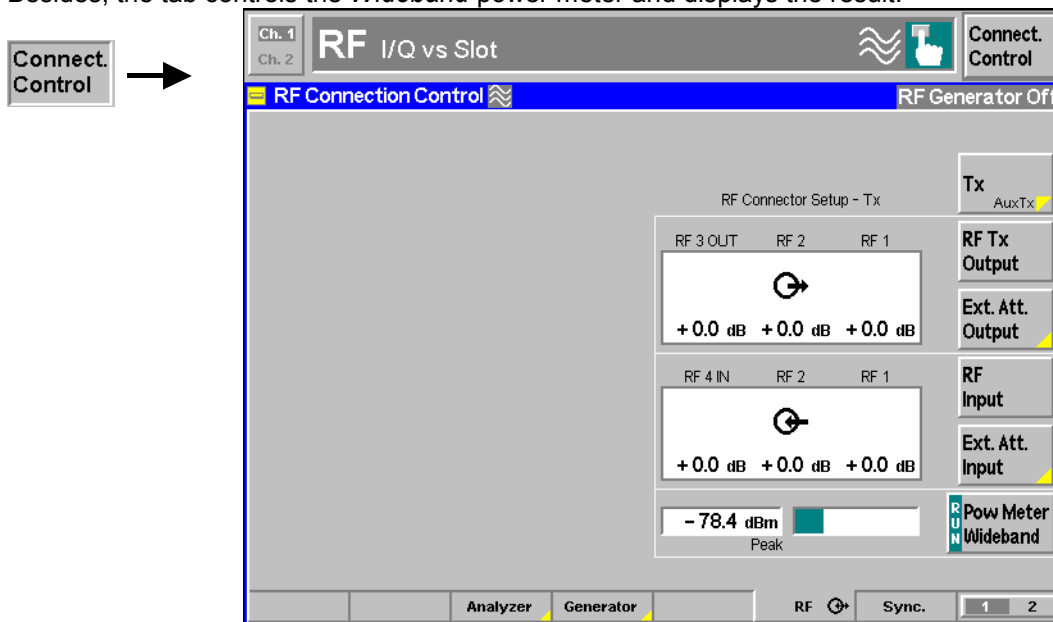 Besides, the tab controls the Wideband power meter and displays the result.
Connect.
Control
Ch. 1
Ch. 2
RF I/Q vs Slot
Connect.
Control
RF Connection Control
RF Generator Off
RF Connector Setup - Tx
Tx
AuxTx
RF 3 OUT RF 2 RF 1
RF Tx
Output
+0.0 dB +0.0 dB +0.0 dB
Ext. Att.
Output
RF 4 IN RF 2 RF 1
RF
Input
+0.0 dB +0.0 dB +0.0 dB
Ext. Att.
Input
-78.4 dBm
Peak
RUN
Pow Meter
Wideband
Analyzer Generator RF Sync. 1 2